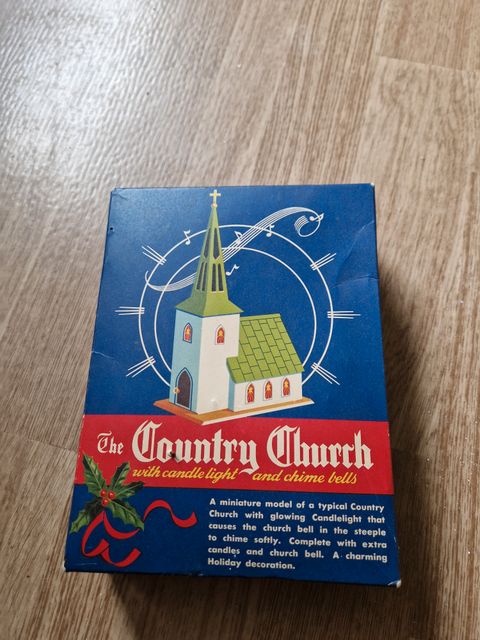 The Country Church
with candle light and chime bells
A miniature model of a typical Country
Church with glowing Candlelight that
causes the church bell in the steeple
to chime softly. Complete with extra
candles and church bell. A charming
Holiday decoration.